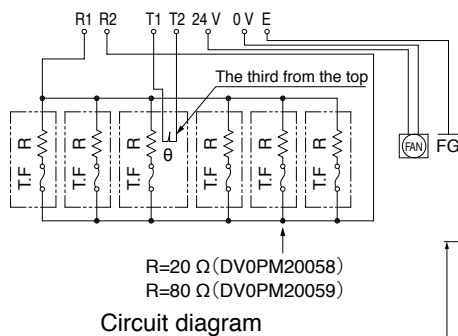 R1 R2 T1 T2 24 V 0 V E
The third from the top
R R R R R R
θ
T.F T.F T.F T.F T.F T.F
FAN FG
R=20 Ω(DV0PM20058)
R=80 Ω(DV0PM20059)
Circuit diagram